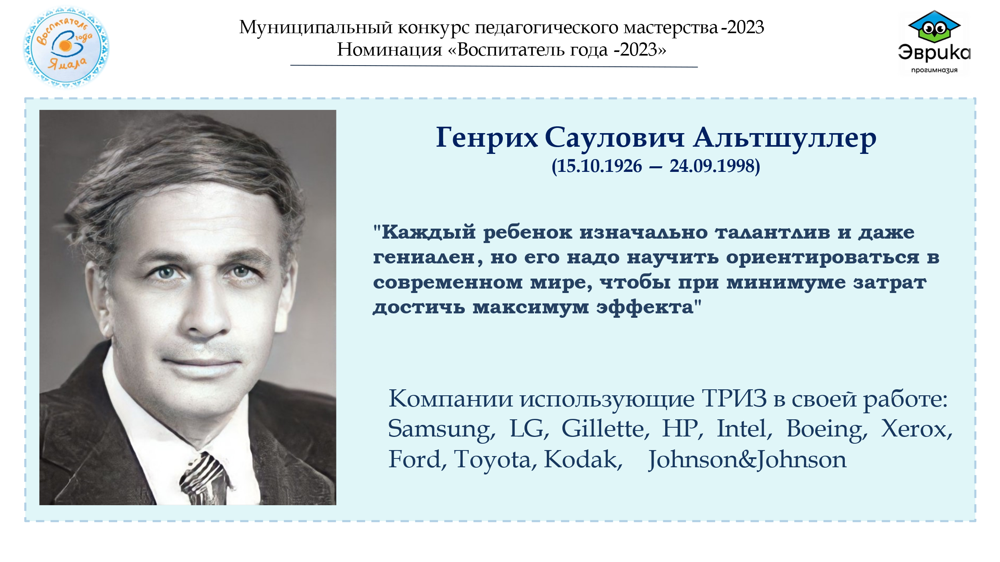 Воспитатель
года
Ямала
Муниципальный конкурс педагогического мастерства-2023
Номинация «Воспитатель года -2023»
Эврика
прогимназия
Генрих Саулович Альтшуллер
(15.10.1926 — 24.09.1998)
"Каждый ребенок изначально талантлив и даже
гениален, но его надо научить ориентироваться в
современном мире, чтобы при минимуме затрат
достичь максимум эффекта"
Компании использующие ТРИЗ в своей работе:
Samsung, LG, Gillette, HP, Intel, Boeing, Xerox,
Ford, Toyota, Kodak, Johnson&Johnson